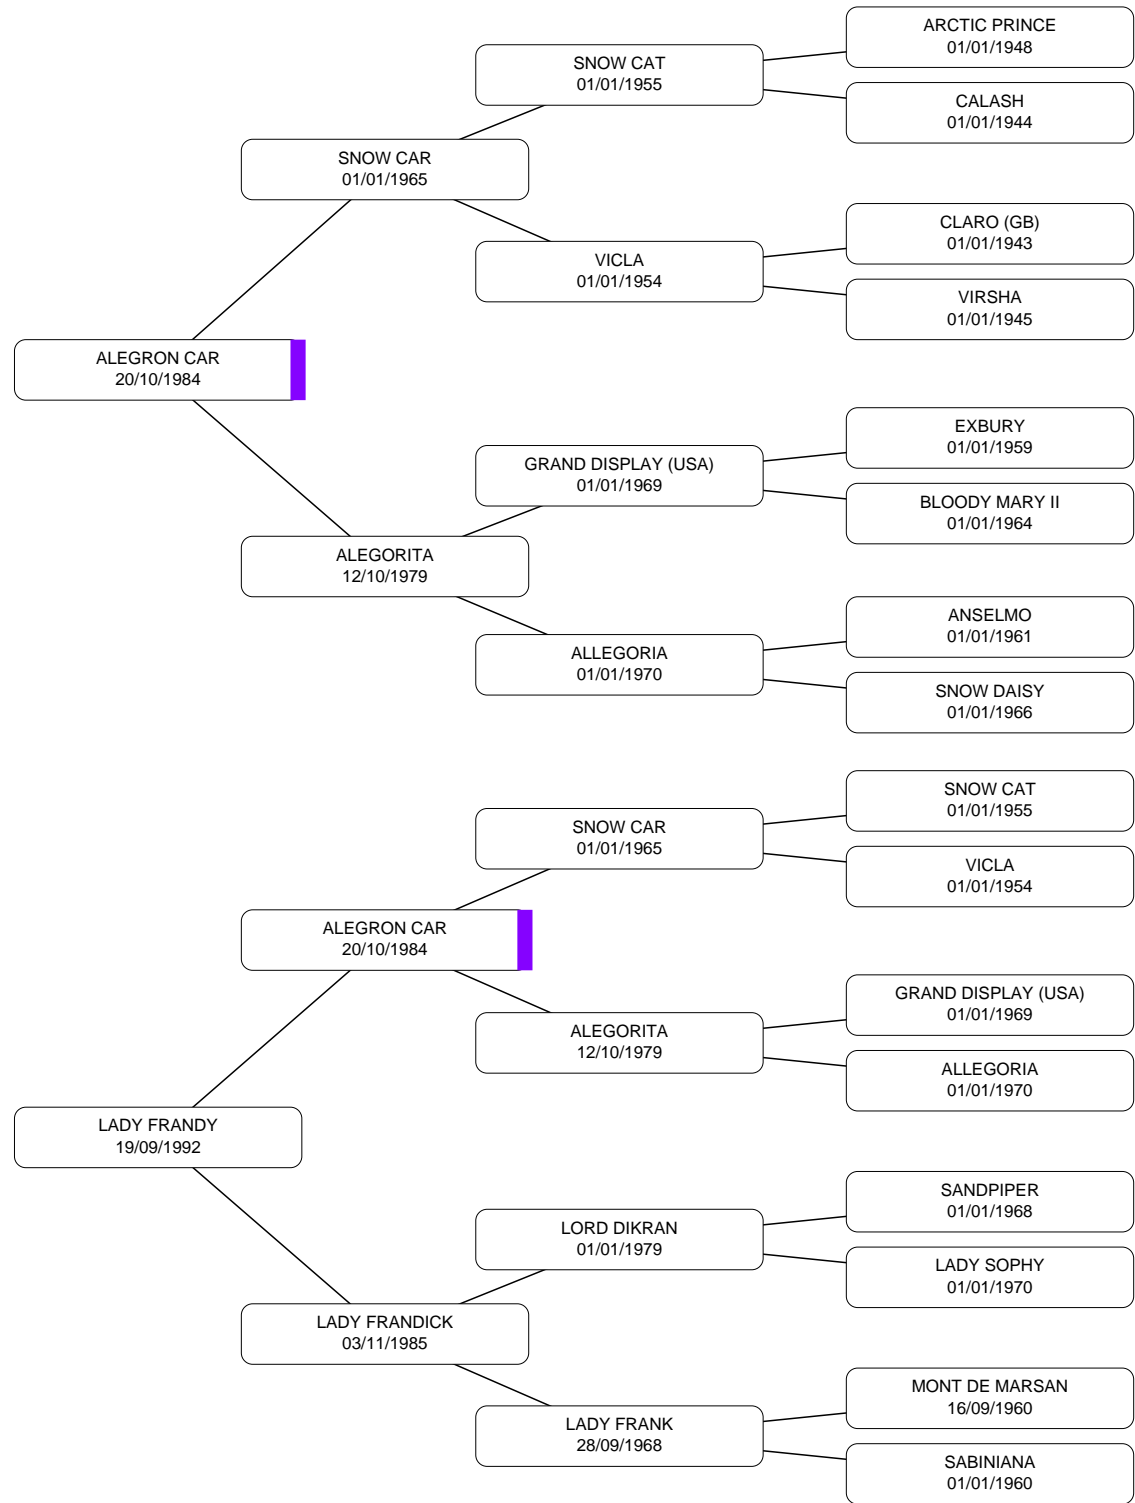 ARCTIC PRINCE
01/01/1948
SNOW CAT
01/01/1955
CALASH
01/01/1944
SNOW CAR
01/01/1965
CLARO (GB)
01/01/1943
VICLA
01/01/1954
VIRSHA
01/01/1945
ALEGRON CAR
20/10/1984
EXBURY
01/01/1959
GRAND DISPLAY (USA)
01/01/1969
BLOODY MARY II
01/01/1964
ALEGORITA
12/10/1979
ANSELMO
01/01/1961
ALLEGORIA
01/01/1970
SNOW DAISY
01/01/1966
SNOW CAT
01/01/1955
SNOW CAR
01/01/1965
VICLA
01/01/1954
ALEGRON CAR
20/10/1984
GRAND DISPLAY (USA)
01/01/1969
ALEGORITA
12/10/1979
ALLEGORIA
01/01/1970
LADY FRANDY
19/09/1992
SANDPIPER
01/01/1968
LORD DIKRAN
01/01/1979
LADY SOPHY
01/01/1970
LADY FRANDICK
03/11/1985
MONT DE MARSAN
16/09/1960
LADY FRANK
28/09/1968
SABINIANA
01/01/1960